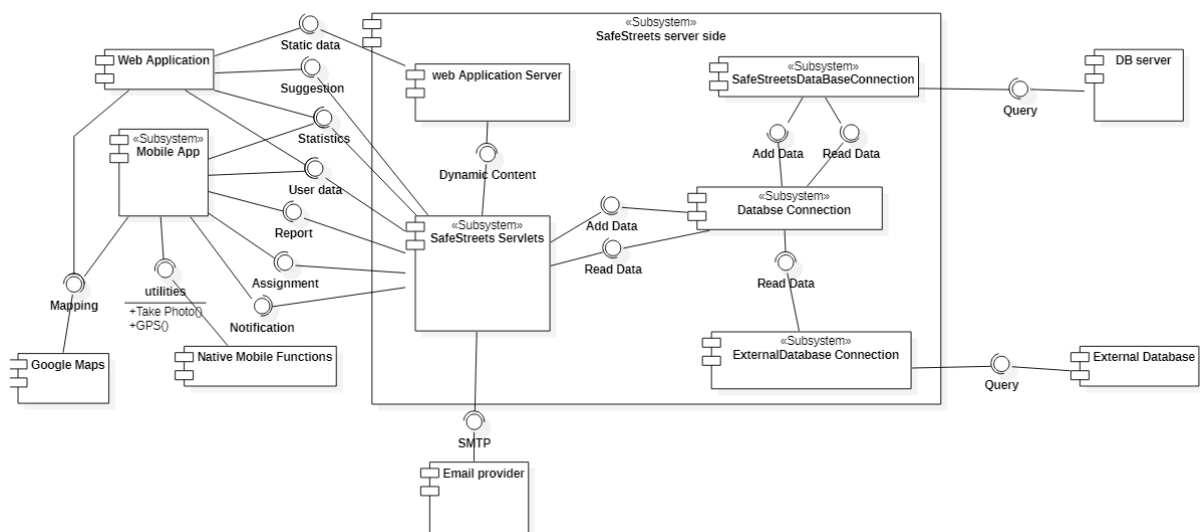 «Subsystem»
SafeStreets server side
Static data
Web Application
web Application Server
«Subsystem»
SafeStreetsDataBaseConnection
DB server
Suggestion
Query
Statistics
«Subsystem»
Mobile App
Add Data
Read Data
Dynamic Content
User data
«Subsystem»
Databse Connection
Report
«Subsystem»
SafeStreets Servlets
Add Data
Read Data
Assignment
Read Data
utilities
+Take Photo()
+GPS()
Mapping
Notification
«Subsystem»
ExternalDatabase Connection
Google Maps
Native Mobile Functions
External Database
Query
SMTP
Email provider